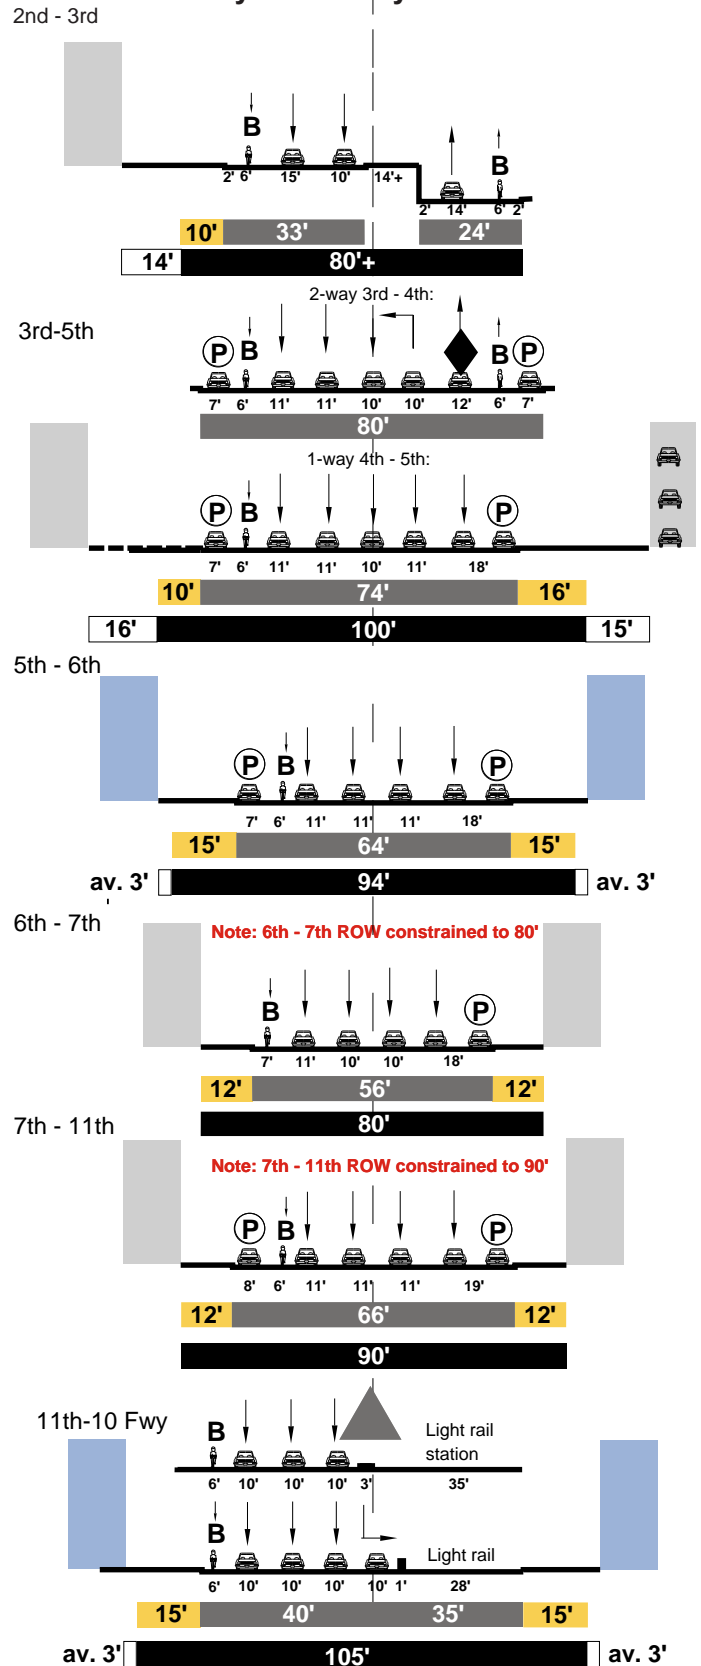 2nd - 3rd
B
B
2' 6' 15' 10' 14'+
2' 14' 6' 2'
10' 33' 24'
14' 80'+
2-way 3rd - 4th:
3rd-5th
P B B P
7' 6' 11' 11' 10' 10' 12' 6' 7'
80'
1-way 4th - 5th:
P B P
7' 6' 11' 11' 10' 11' 18'
10' 74' 16'
16' 100' 15'
5th - 6th
P B P
7' 6' 11' 11' 11' 18'
15' 64' 15'
av. 3' 94' av. 3'
6th - 7th
Note: 6th - 7th ROW constrained to 80'
B P
7' 11' 10' 10' 18'
12' 56' 12'
80'
7th - 11th
Note: 7th - 11th ROW constrained to 90'
P B P
8' 6' 11' 11' 11' 19'
12' 66' 12'
90'
11th-10 Fwy
B Light rail
station
6' 10' 10' 10' 3' 35'
B
Light rail
6' 10' 10' 10' 10' 1' 28'
15' 40' 35' 15'
av. 3' 105' av. 3'